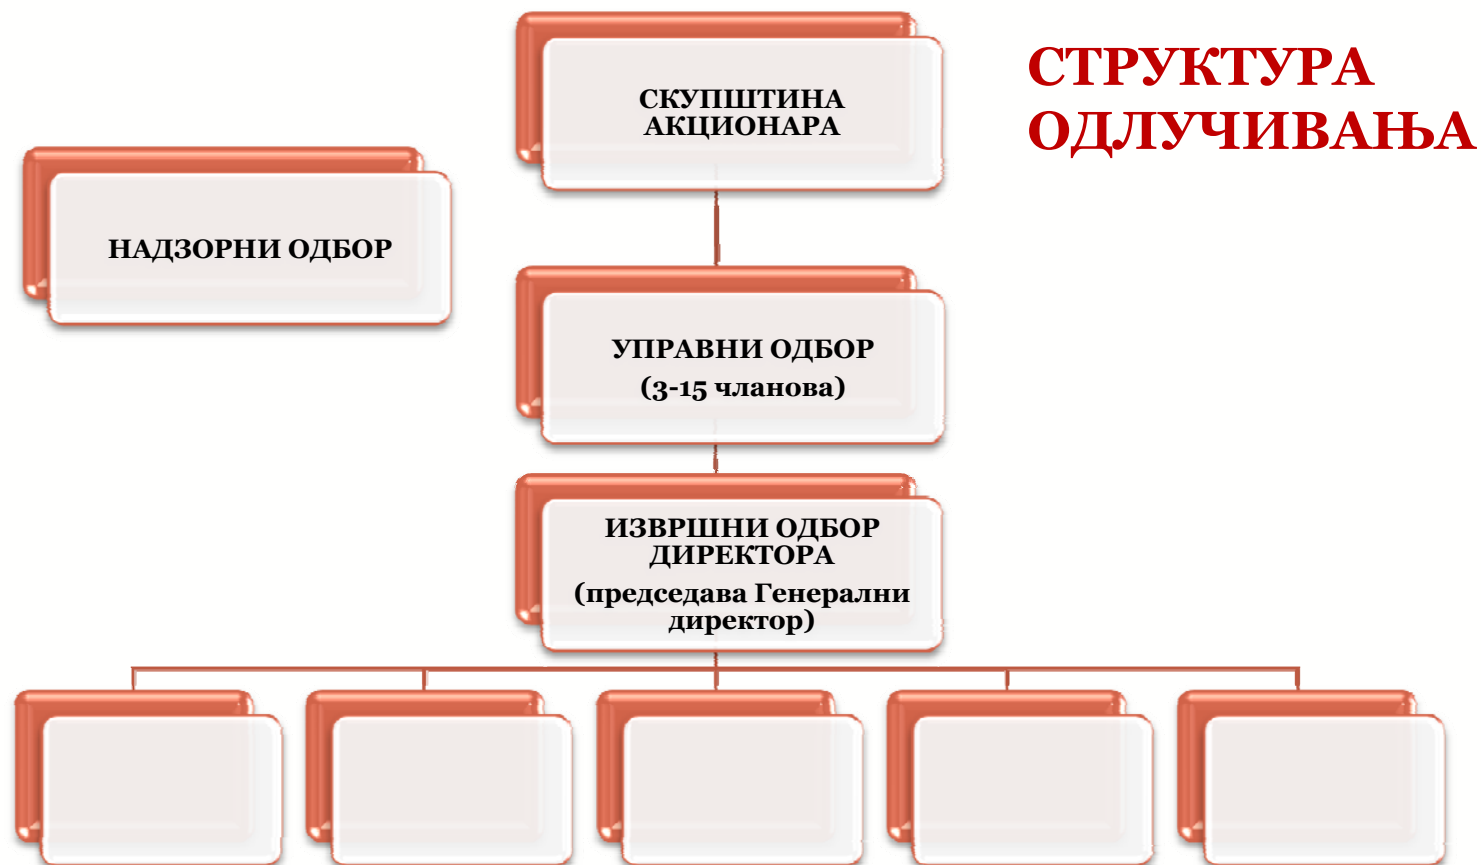 СТРУКТУРА
ОДЛУЧИВАЊА
СКУПШТИНА
АКЦИОНАРА
НАДЗОРНИ ОДБОР
УПРАВНИ ОДБОР
(3-15 чланова)
ИЗВРШНИ ОДБОР
ДИРЕКТОРА
(председава Генерални
директор)